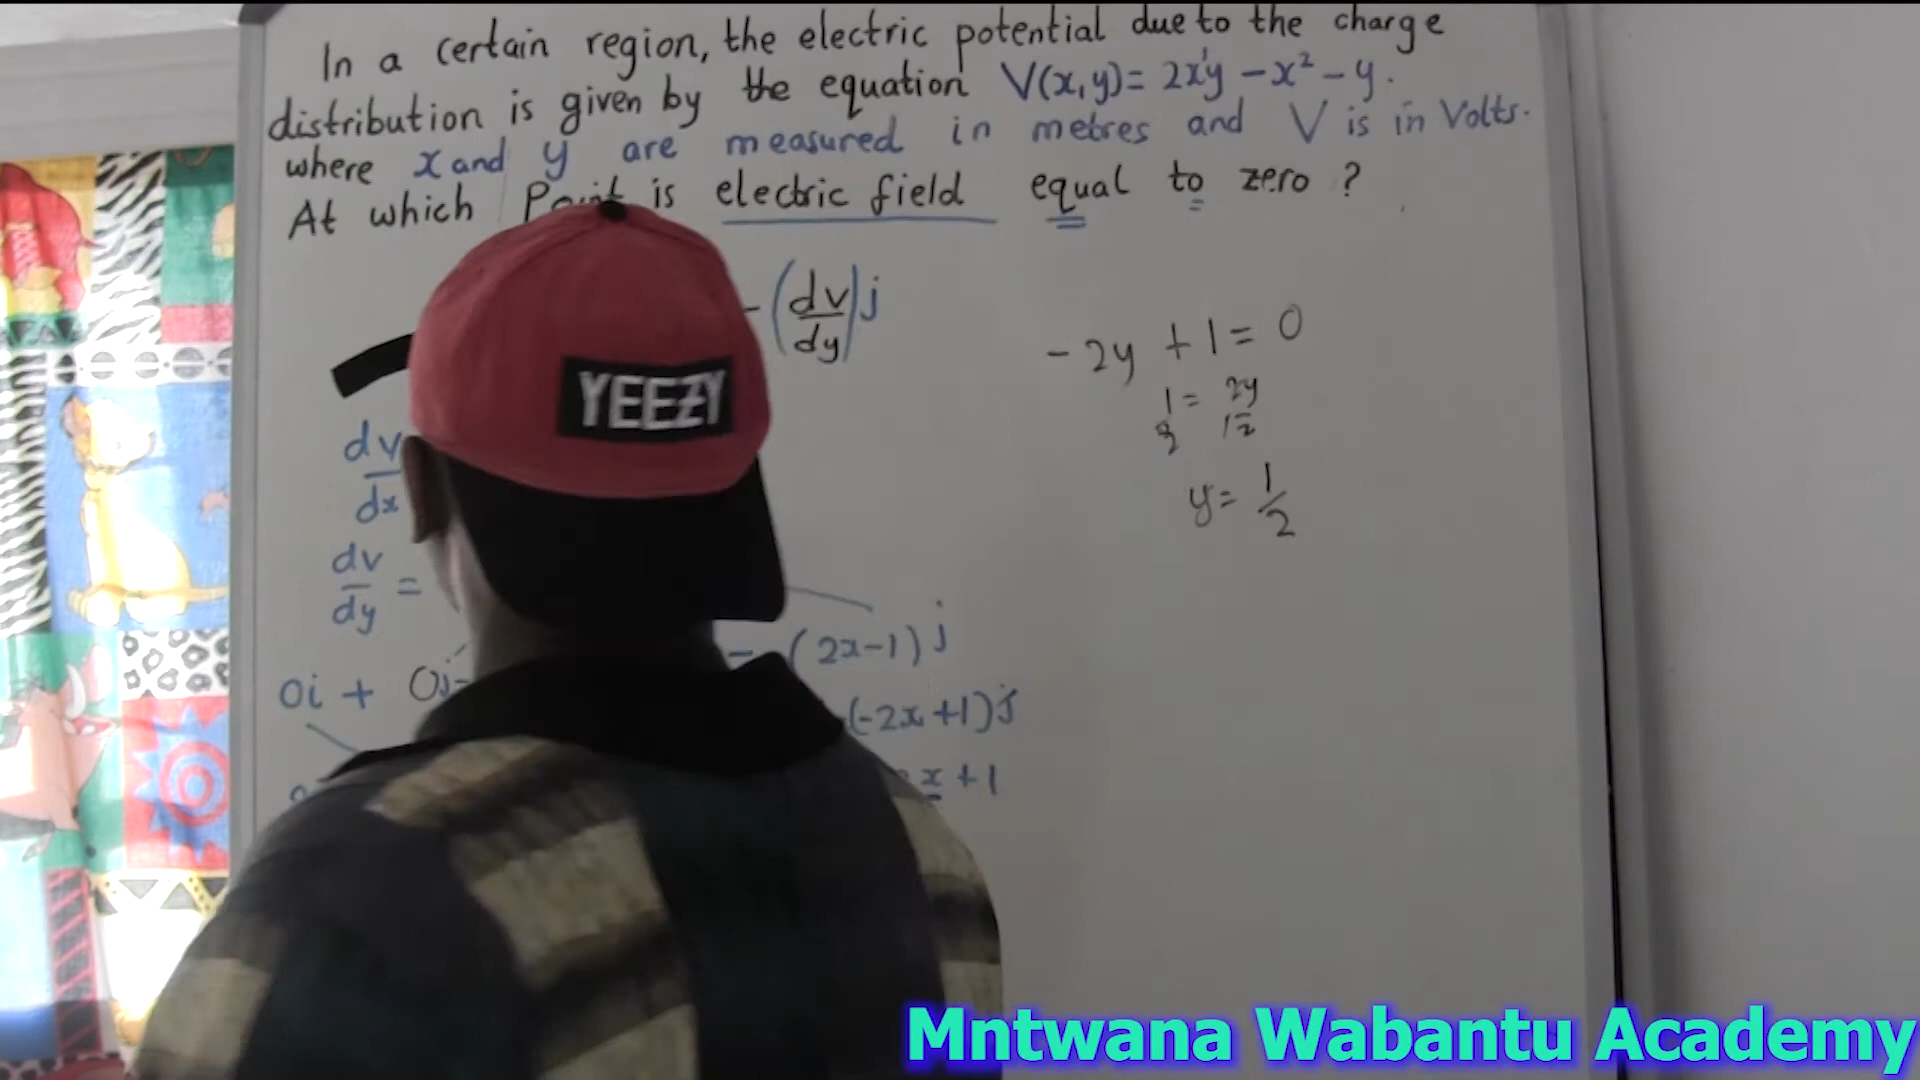 In a certain region, the electric potential due to the charge
distribution is given by the equation V(x,y)= 2x¹y - x² - y.
where x and y are measured in metres and V is in Volts.
At which Point is electric field equal to zero ?
- (dv/dy) j
dv/dx
dv/dy =
0i + 0j
- (2x-1) j
(-2x+1)j
x + 1
- 2y + 1 = 0
1 = 2y
y = 1/2
YEEZY
Mntwana Wabantu Academy